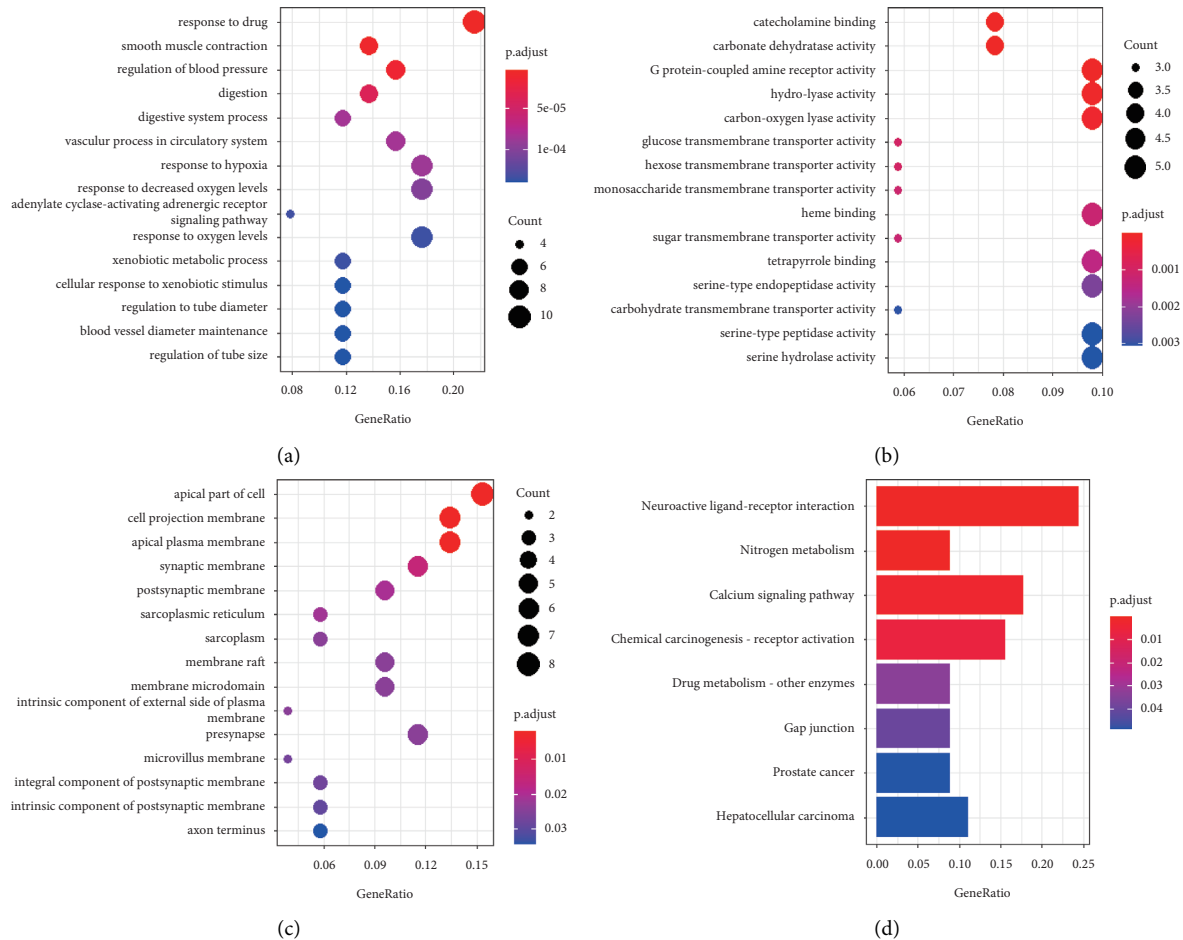 response to drug
smooth muscle contraction
regulation of blood pressure
digestion
digestive system process
vascular process in circulatory system
response to hypoxia
response to decreased oxygen levels
adenylate cyclase-activating adrenergic receptor
signaling pathway
response to oxygen levels
xenobiotic metabolic process
cellular response to xenobiotic stimulus
regulation to tube diameter
blood vessel diameter maintenance
regulation of tube size
0.08 0.12 0.16 0.20
GeneRatio
p.adjust
5e-05
1e-04
Count
4
6
8
10
(a)
catecholamine binding
carbonate dehydratase activity
G protein-coupled amine receptor activity
hydro-lyase activity
carbon-oxygen lyase activity
glucose transmembrane transporter activity
hexose transmembrane transporter activity
monosaccharide transmembrane transporter activity
heme binding
sugar transmembrane transporter activity
tetrapyrrole binding
serine-type endopeptidase activity
carbohydrate transmembrane transporter activity
serine-type peptidase activity
serine hydrolase activity
0.06 0.07 0.08 0.09 0.10
GeneRatio
Count
3.0
3.5
4.0
4.5
5.0
p.adjust
0.001
0.002
0.003
(b)
apical part of cell
cell projection membrane
apical plasma membrane
synaptic membrane
postsynaptic membrane
sarcoplasmic reticulum
sarcoplasm
membrane raft
membrane microdomain
intrinsic component of external side of plasma
membrane
presynapse
microvillus membrane
integral component of postsynaptic membrane
intrinsic component of postsynaptic membrane
axon terminus
0.06 0.09 0.12 0.15
GeneRatio
Count
2
3
4
5
6
7
8
p.adjust
0.01
0.02
0.03
(c)
Neuroactive ligand-receptor interaction
Nitrogen metabolism
Calcium signaling pathway
Chemical carcinogenesis - receptor activation
Drug metabolism - other enzymes
Gap junction
Prostate cancer
Hepatocellular carcinoma
0.00 0.05 0.10 0.15 0.20 0.25
GeneRatio
p.adjust
0.01
0.02
0.03
0.04
(d)